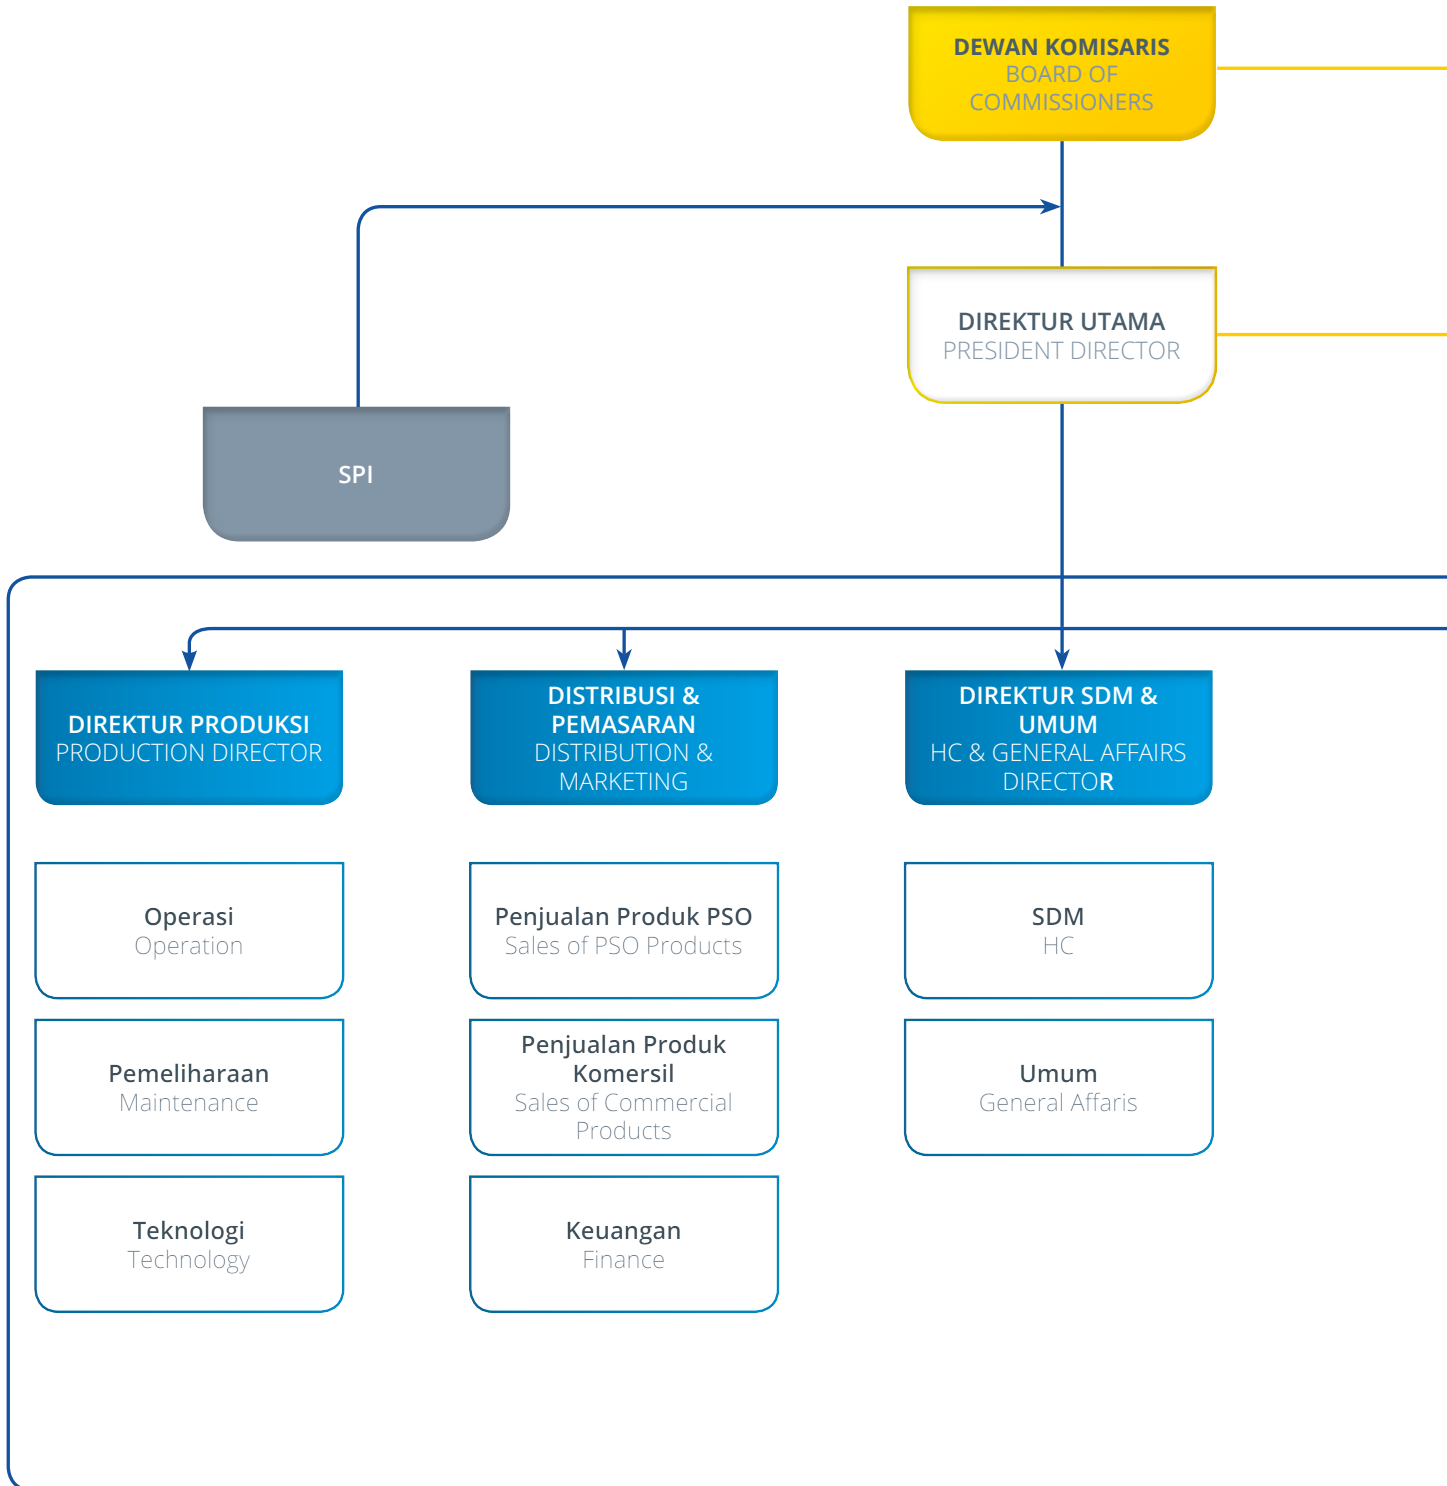 DEWAN KOMISARIS
BOARD OF
COMMISSIONERS
DIREKTUR UTAMA
PRESIDENT DIRECTOR
SPI
DIREKTUR PRODUKSI
PRODUCTION DIRECTOR
DISTRIBUSI &
PEMASARAN
DISTRIBUTION &
MARKETING
DIREKTUR SDM &
UMUM
HC & GENERAL AFFAIRS
DIRECTOR
Operasi
Operation
Penjualan Produk PSO
Sales of PSO Products
SDM
HC
Pemeliharaan
Maintenance
Penjualan Produk
Komersil
Sales of Commercial
Products
Umum
General Affaris
Teknologi
Technology
Keuangan
Finance